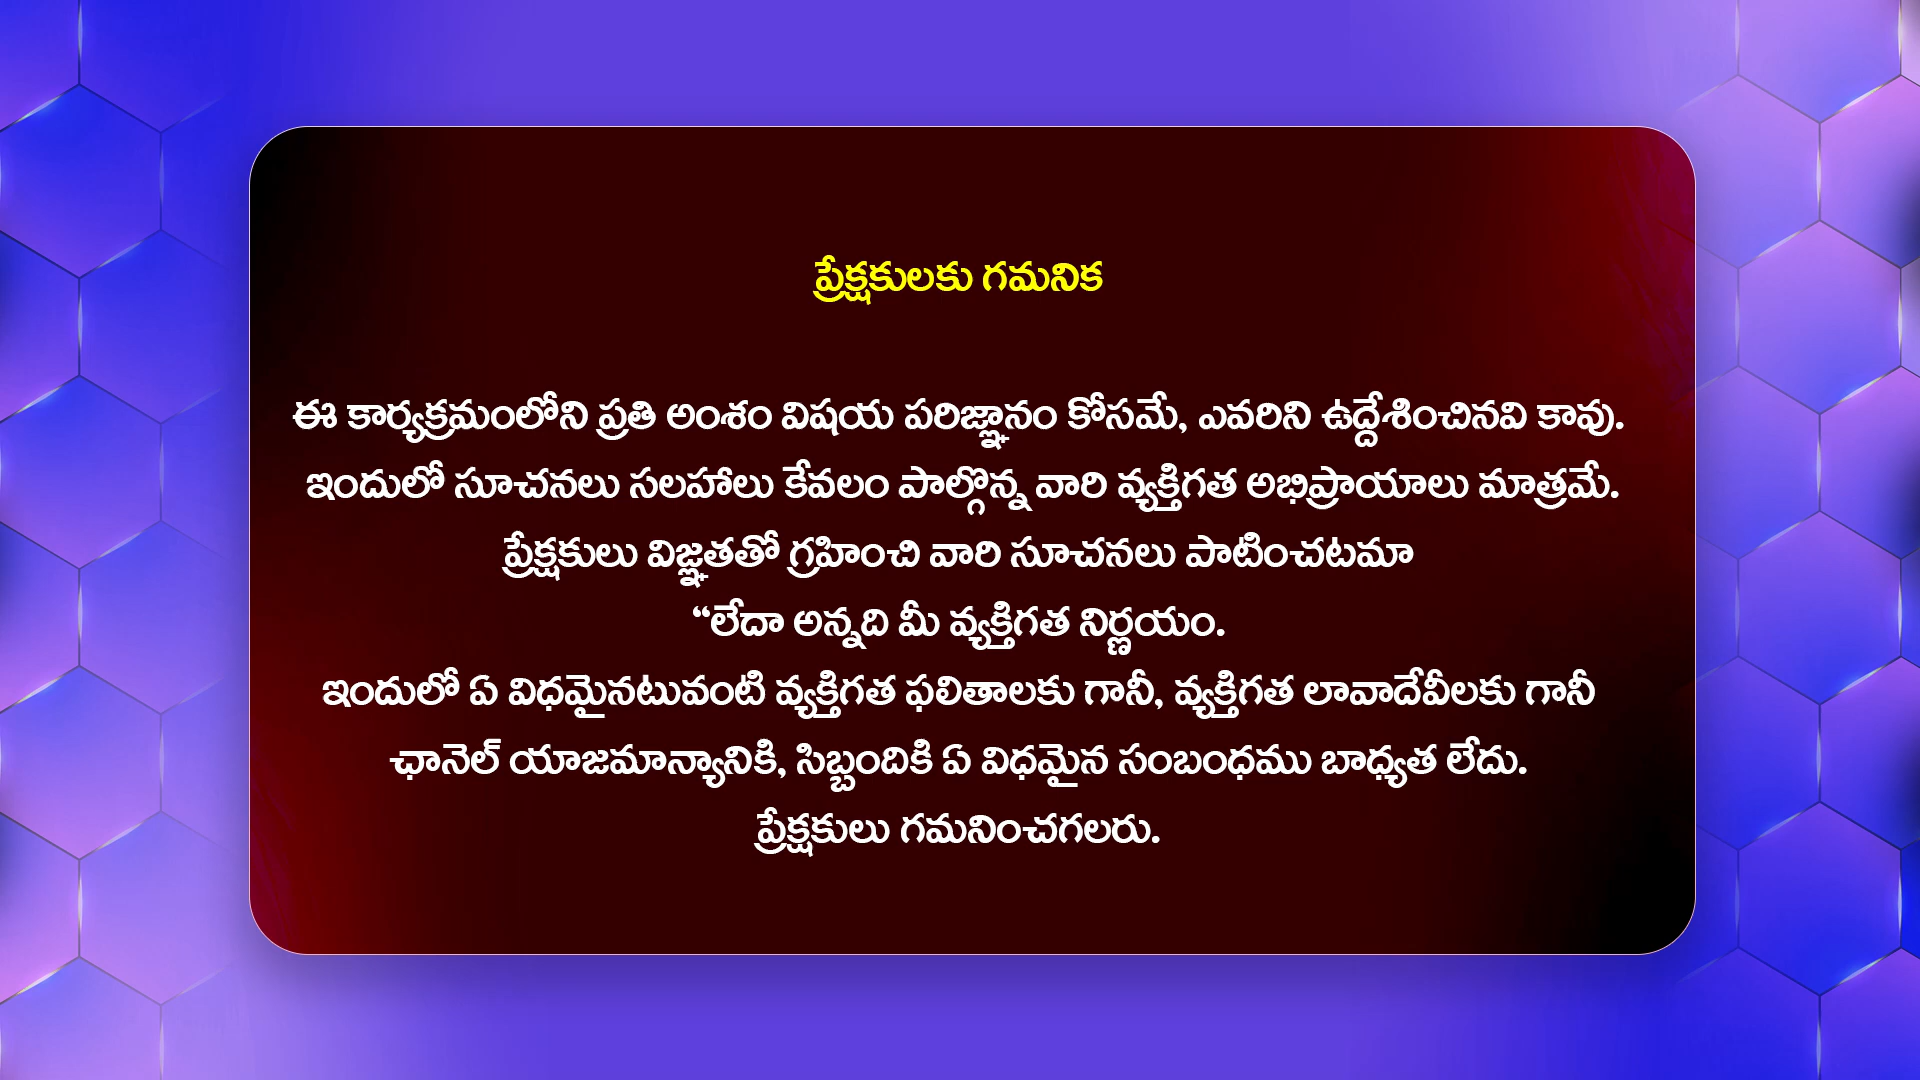 ప్రేక్షకులకు గమనిక
ఈ కార్యక్రమంలోని ప్రతి అంశం విషయ పరిజ్ఞానం కోసమే, ఎవరిని ఉద్దేశించినవి కావు.
ఇందులో సూచనలు సలహాలు కేవలం పాల్గొన్న వారి వ్యక్తిగత అభిప్రాయాలు మాత్రమే.
ప్రేక్షకులు విజ్ఞతతో గ్రహించి వారి సూచనలు పాటించటమా
“లేదా అన్నది మీ వ్యక్తిగత నిర్ణయం.
ఇందులో ఏ విధమైనటువంటి వ్యక్తిగత ఫలితాలకు గానీ, వ్యక్తిగత లావాదేవీలకు గానీ
ఛానెల్ యాజమాన్యానికి, సిబ్బందికి ఏ విధమైన సంబంధము బాధ్యత లేదు.
ప్రేక్షకులు గమనించగలరు.